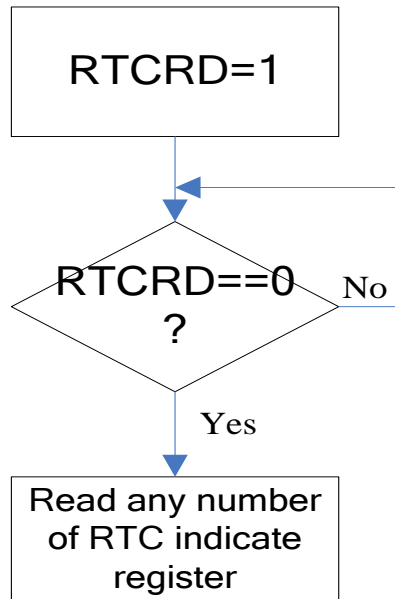 RTCRD=1
RTCRD==0
?
No
Yes
Read any number
of RTC indicate
register